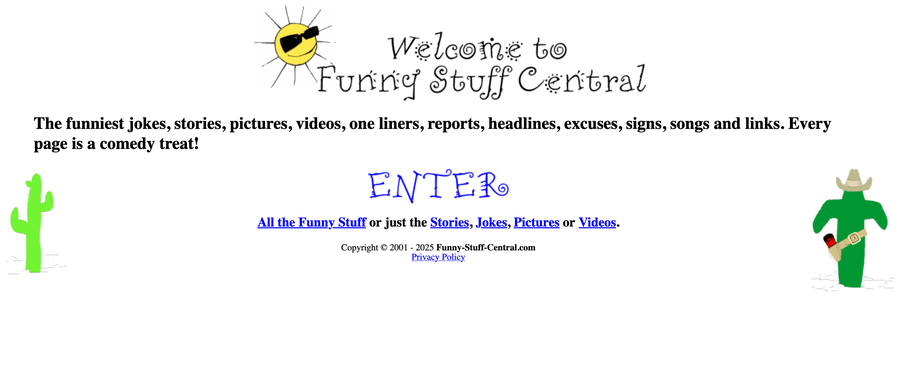 Welcome to
Funny Stuff Central
The funniest jokes, stories, pictures, videos, one liners, reports, headlines, excuses, signs, songs and links. Every
page is a comedy treat!
ENTER
All the Funny Stuff or just the Stories, Jokes, Pictures or Videos.
Copyright © 2001 - 2025 Funny-Stuff-Central.com
Privacy Policy